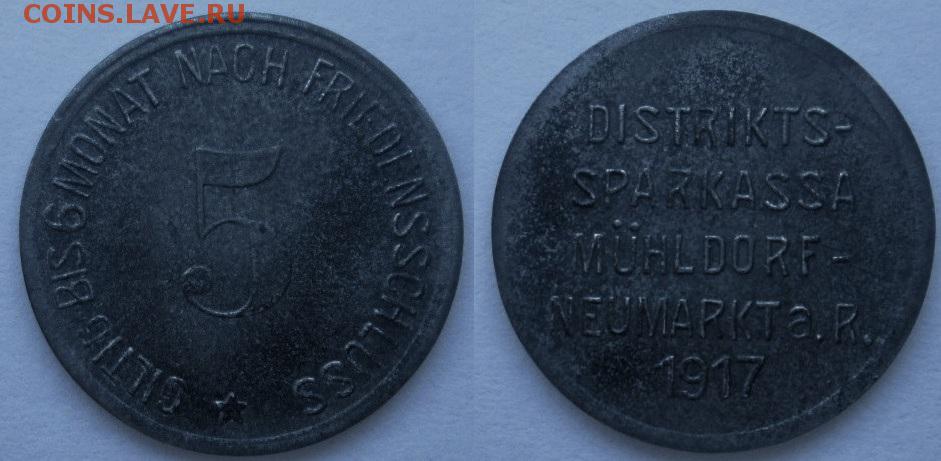 COINS.LAVE.RU
GILTIG BIS 6 MONAT NACH FRIEDENSSCHLUSS
5
DISTRIKTS-
SPARKASSA
MÜHLDORF-
NEUMARKT a. R.
1917